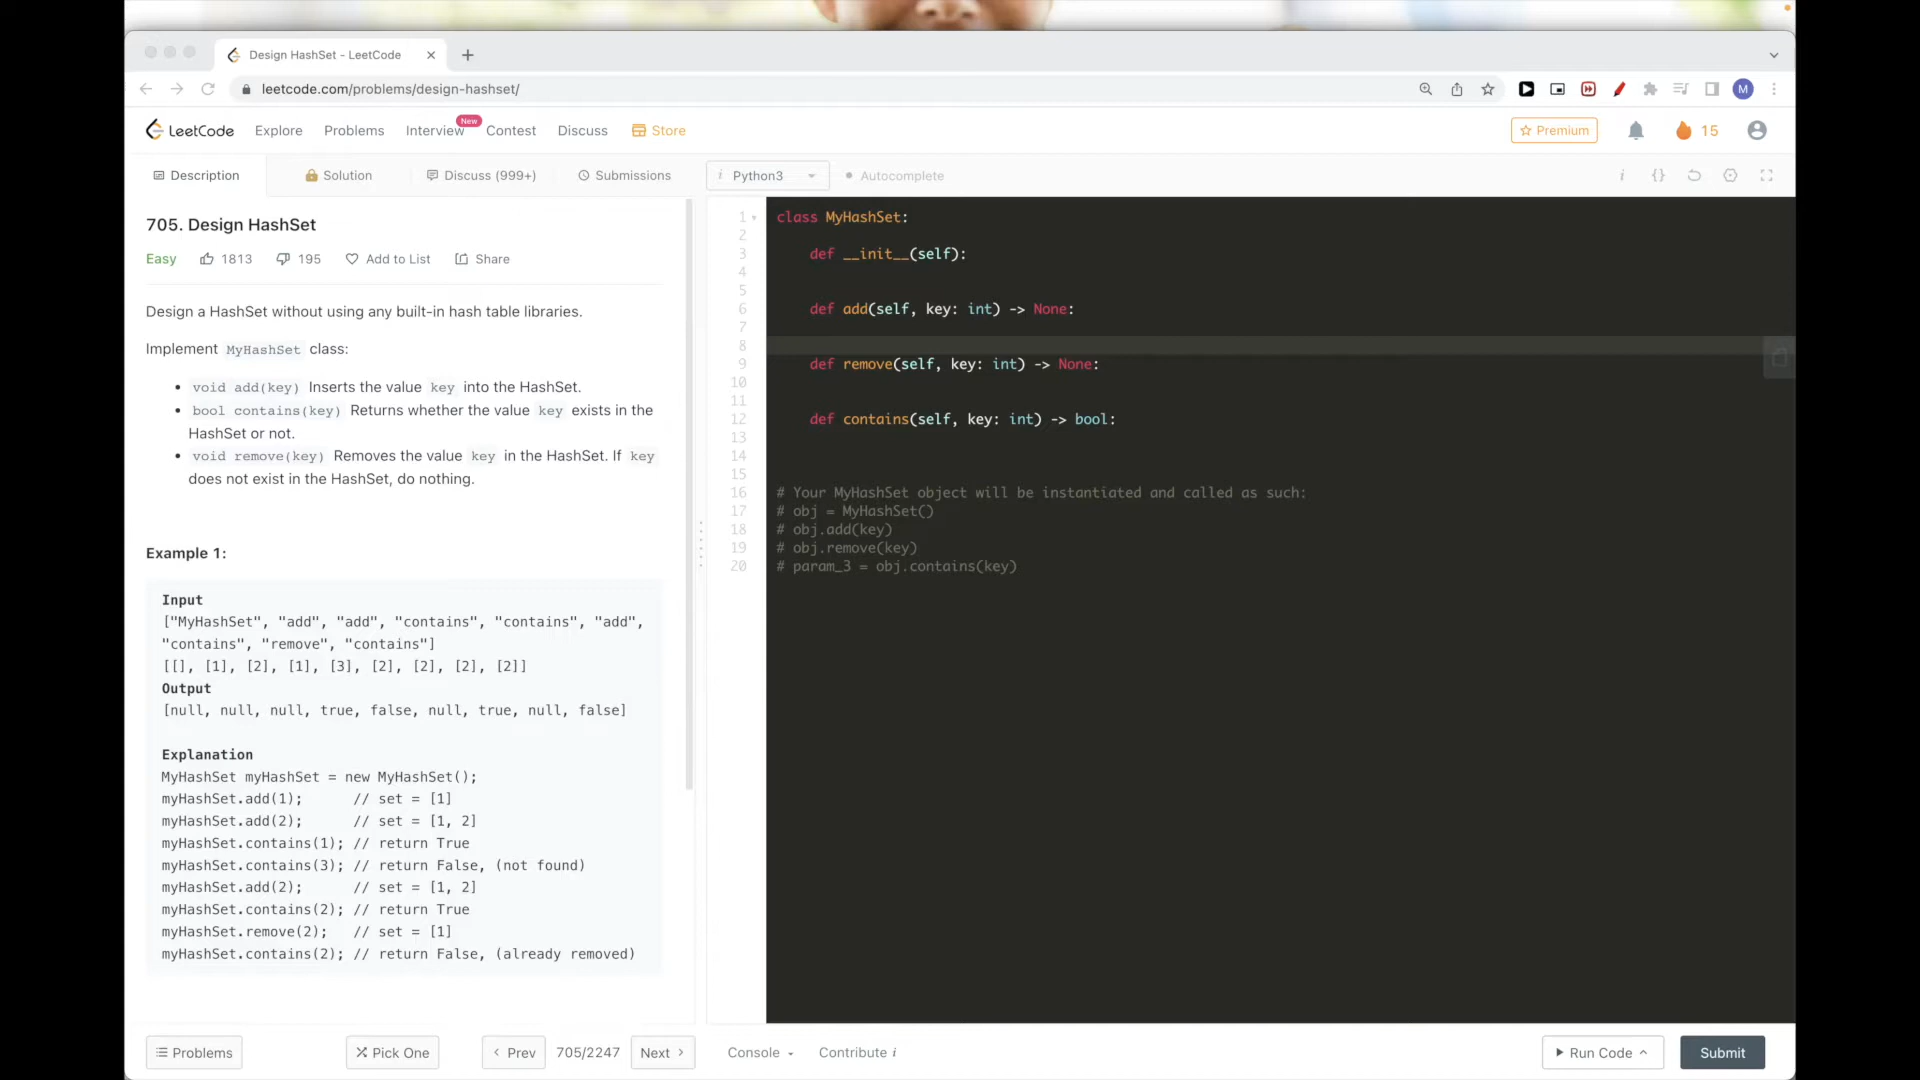 Design HashSet - LeetCode
leetcode.com/problems/design-hashset/
M
LeetCode Explore Problems Interview New Contest Discuss Store
Premium 15
Description Solution Discuss (999+) Submissions
i Python3 Autocomplete i {}
705. Design HashSet
Easy 1813 195 Add to List Share
Design a HashSet without using any built-in hash table libraries.
Implement MyHashSet class:
• void add(key) Inserts the value key into the HashSet.
• bool contains(key) Returns whether the value key exists in the
HashSet or not.
• void remove(key) Removes the value key in the HashSet. If key
does not exist in the HashSet, do nothing.
Example 1:
Input
["MyHashSet", "add", "add", "contains", "contains", "add",
"contains", "remove", "contains"]
[[], [1], [2], [1], [3], [2], [2], [2], [2]]
Output
[null, null, null, true, false, null, true, null, false]
Explanation
MyHashSet myHashSet = new MyHashSet();
myHashSet.add(1);      // set = [1]
myHashSet.add(2);      // set = [1, 2]
myHashSet.contains(1); // return True
myHashSet.contains(3); // return False, (not found)
myHashSet.add(2);      // set = [1, 2]
myHashSet.contains(2); // return True
myHashSet.remove(2);   // set = [1]
myHashSet.contains(2); // return False, (already removed)
1 class MyHashSet:
2
3     def __init__(self):
4
5
6     def add(self, key: int) -> None:
7
8
9     def remove(self, key: int) -> None:
10
11
12     def contains(self, key: int) -> bool:
13
14
15
16 # Your MyHashSet object will be instantiated and called as such:
17 # obj = MyHashSet()
18 # obj.add(key)
19 # obj.remove(key)
20 # param_3 = obj.contains(key)
Problems Pick One Prev 705/2247 Next Console Contribute i Run Code Submit